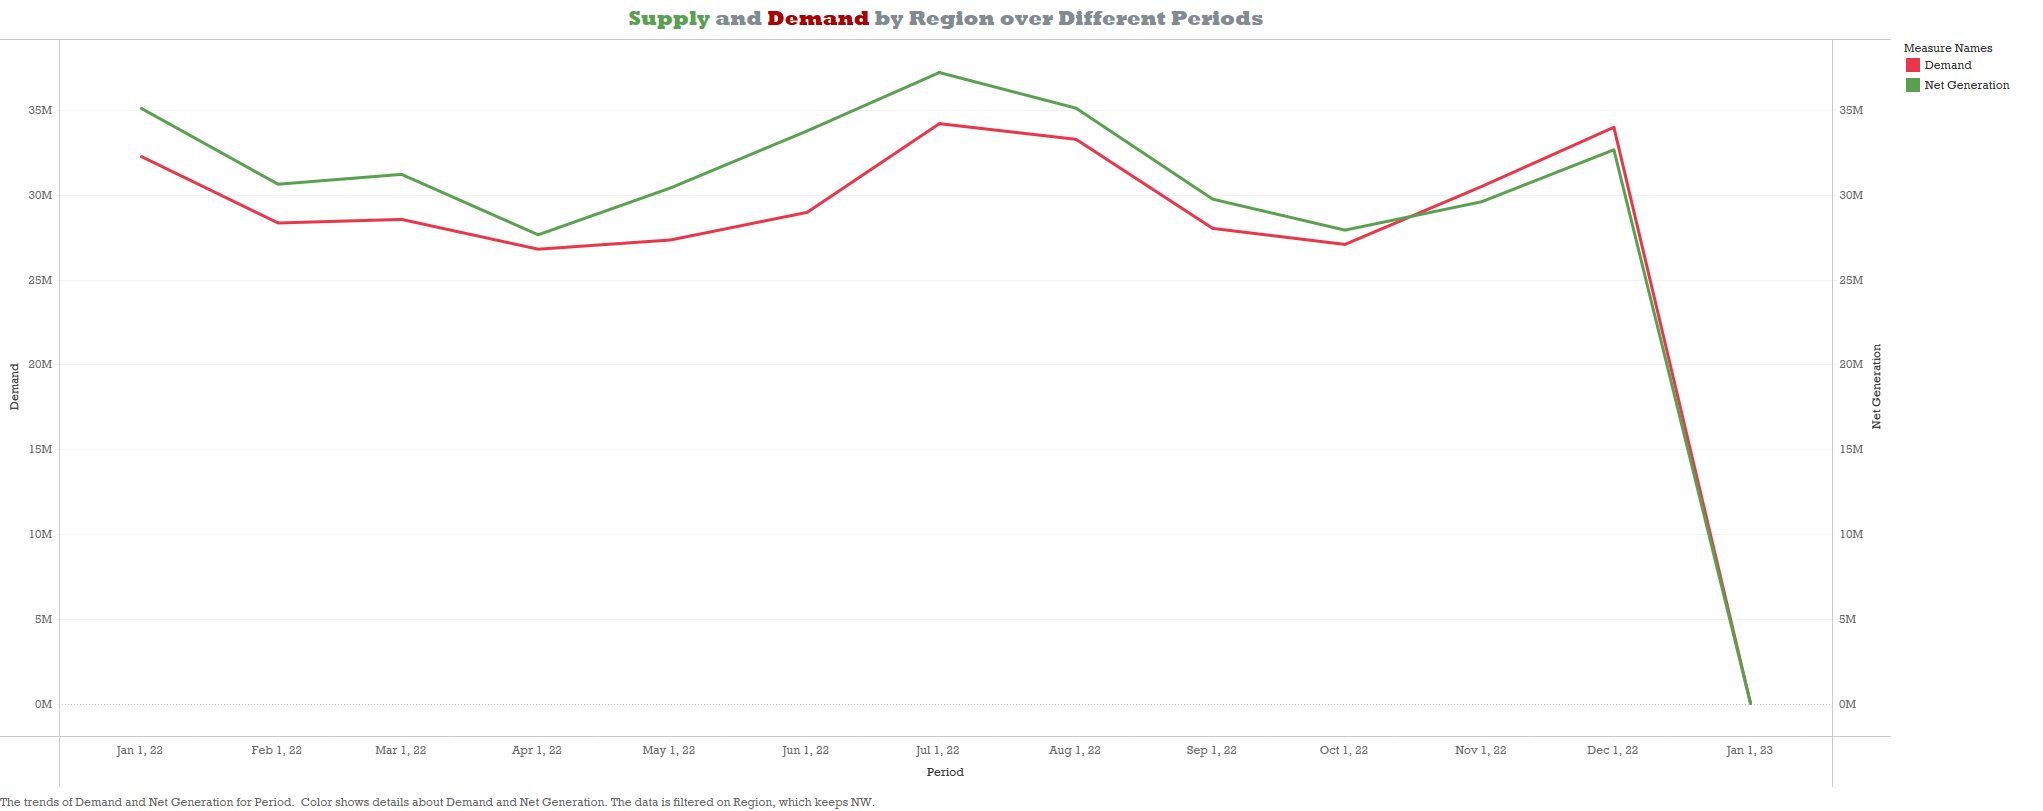 Supply and Demand by Region over Different Periods
Measure Names
Demand
Net Generation
35M
30M
25M
20M
15M
10M
5M
0M
Demand
35M
30M
25M
20M
15M
10M
5M
0M
Net Generation
Jan 1, 22 Feb 1, 22 Mar 1, 22 Apr 1, 22 May 1, 22 Jun 1, 22 Jul 1, 22 Aug 1, 22 Sep 1, 22 Oct 1, 22 Nov 1, 22 Dec 1, 22 Jan 1, 23
Period
The trends of Demand and Net Generation for Period.  Color shows details about Demand and Net Generation. The data is filtered on Region, which keeps NW.